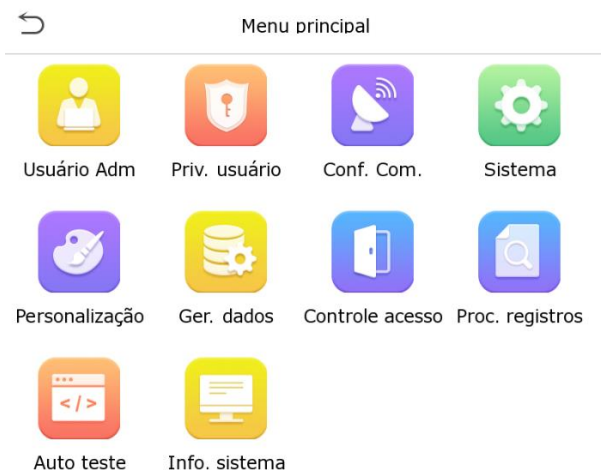 Menu principal
Usuário Adm
Priv. usuário
Conf. Com.
Sistema
Personalização
Ger. dados
Controle acesso
Proc. registros
</>
Auto teste
Info. sistema